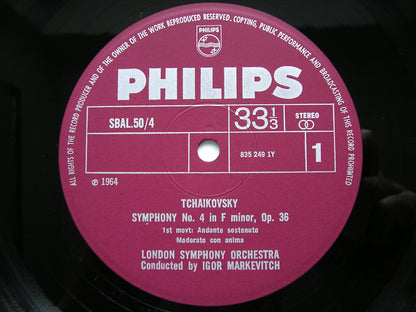 ALL RIGHTS OF THE RECORD PRODUCER AND OF THE OWNER OF THE WORK REPRODUCED RESERVED. COPYING, PUBLIC PERFORMANCE AND BROADCASTING OF THIS RECORD PROHIBITED
PHILIPS
PHILIPS
SBAL.50/4
33 1/3
STEREO
835 249 1Y
1
℗ 1964
TCHAIKOVSKY
SYMPHONY No. 4 in F minor, Op. 36
1st movt: Andante sostenuto
Moderato con anima
LONDON SYMPHONY ORCHESTRA
Conducted by IGOR MARKEVITCH